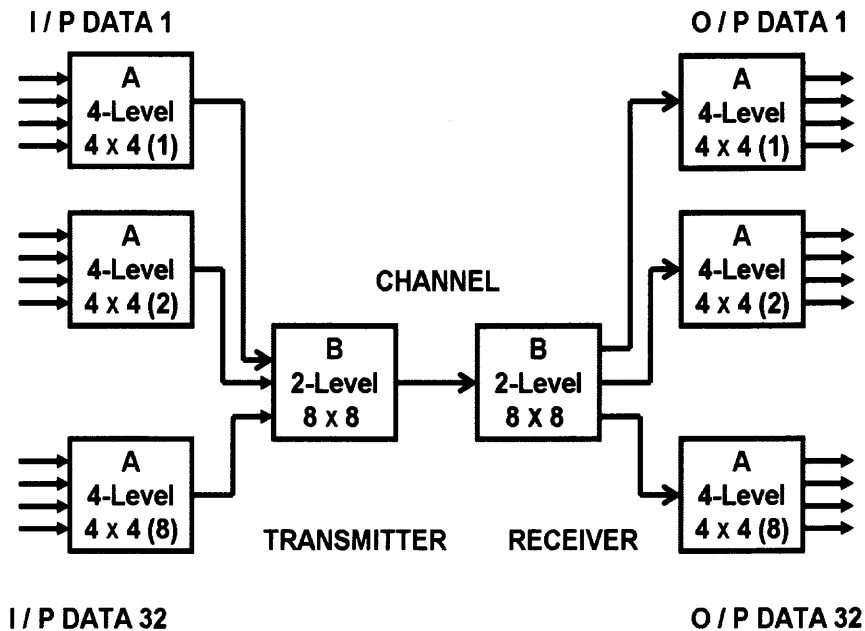 I / P DATA 1
O / P DATA 1
A
4-Level
4 x 4 (1)
A
4-Level
4 x 4 (1)
A
4-Level
4 x 4 (2)
A
4-Level
4 x 4 (2)
CHANNEL
B
2-Level
8 x 8
B
2-Level
8 X 8
A
4-Level
4 x 4 (8)
A
4-Level
4 x 4 (8)
TRANSMITTER
RECEIVER
I / P DATA 32
O / P DATA 32